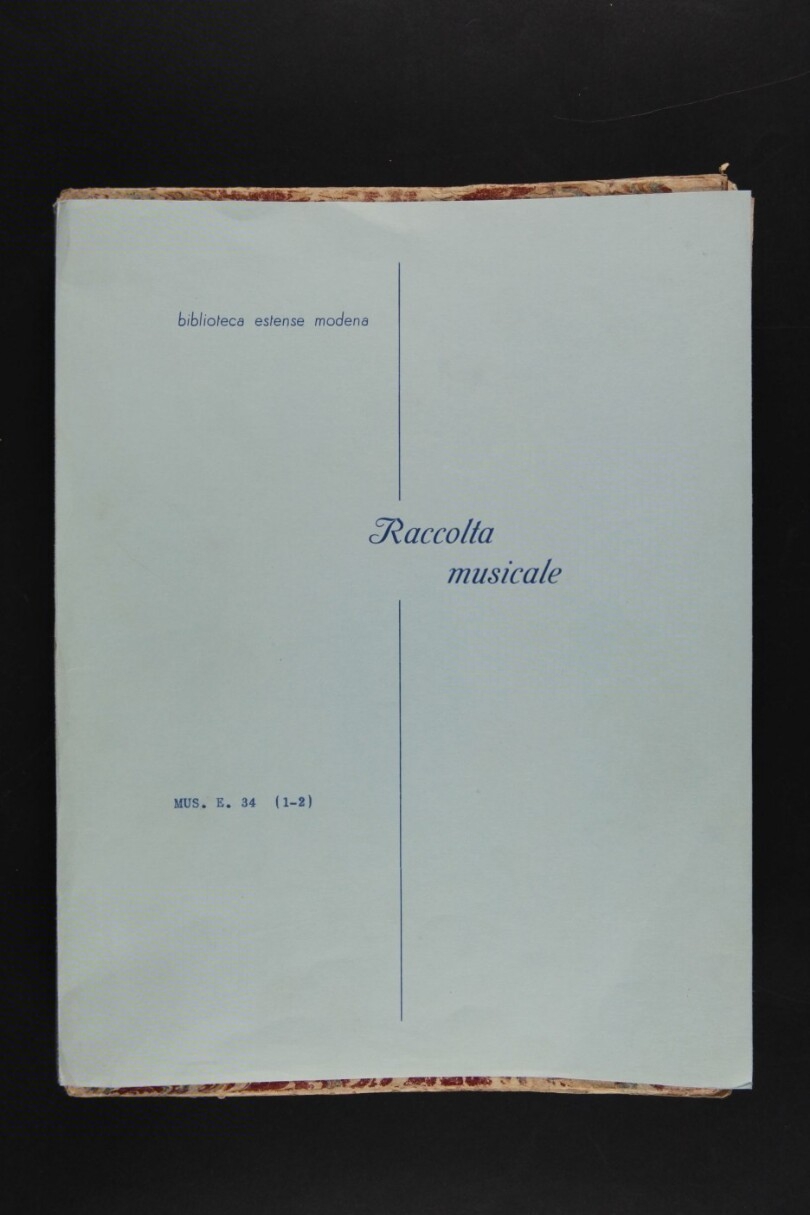 biblioteca estense modena
Raccolta
musicale
MUS. E. 34 (1-2)